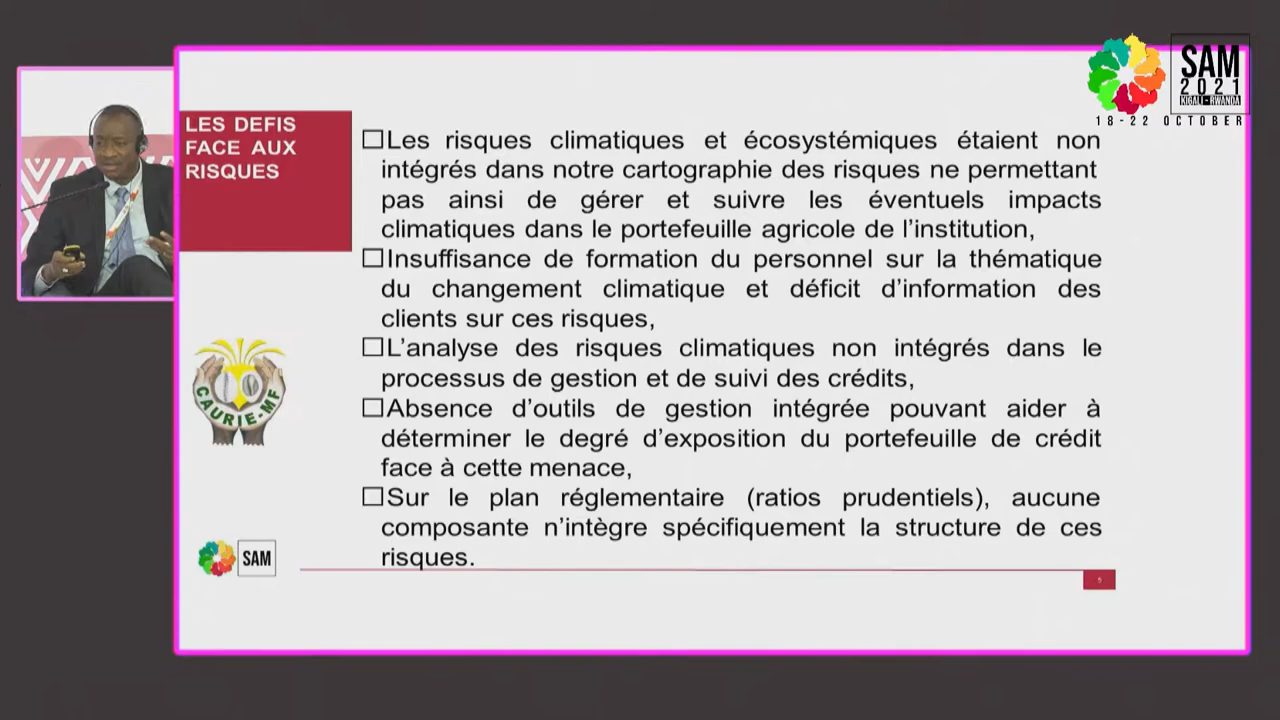 SAM
2021
KIGALI - RWANDA
18-22 OCTOBER
LES DEFIS
FACE AUX
RISQUES
☐Les risques climatiques et écosystémiques étaient non
intégrés dans notre cartographie des risques ne permettant
pas ainsi de gérer et suivre les éventuels impacts
climatiques dans le portefeuille agricole de l’institution,
☐Insuffisance de formation du personnel sur la thématique
du changement climatique et déficit d’information des
clients sur ces risques,
☐L’analyse des risques climatiques non intégrés dans le
processus de gestion et de suivi des crédits,
☐Absence d’outils de gestion intégrée pouvant aider à
déterminer le degré d’exposition du portefeuille de crédit
face à cette menace,
☐Sur le plan réglementaire (ratios prudentiels), aucune
composante n’intègre spécifiquement la structure de ces
risques.
CAURIE-MF
SAM
5